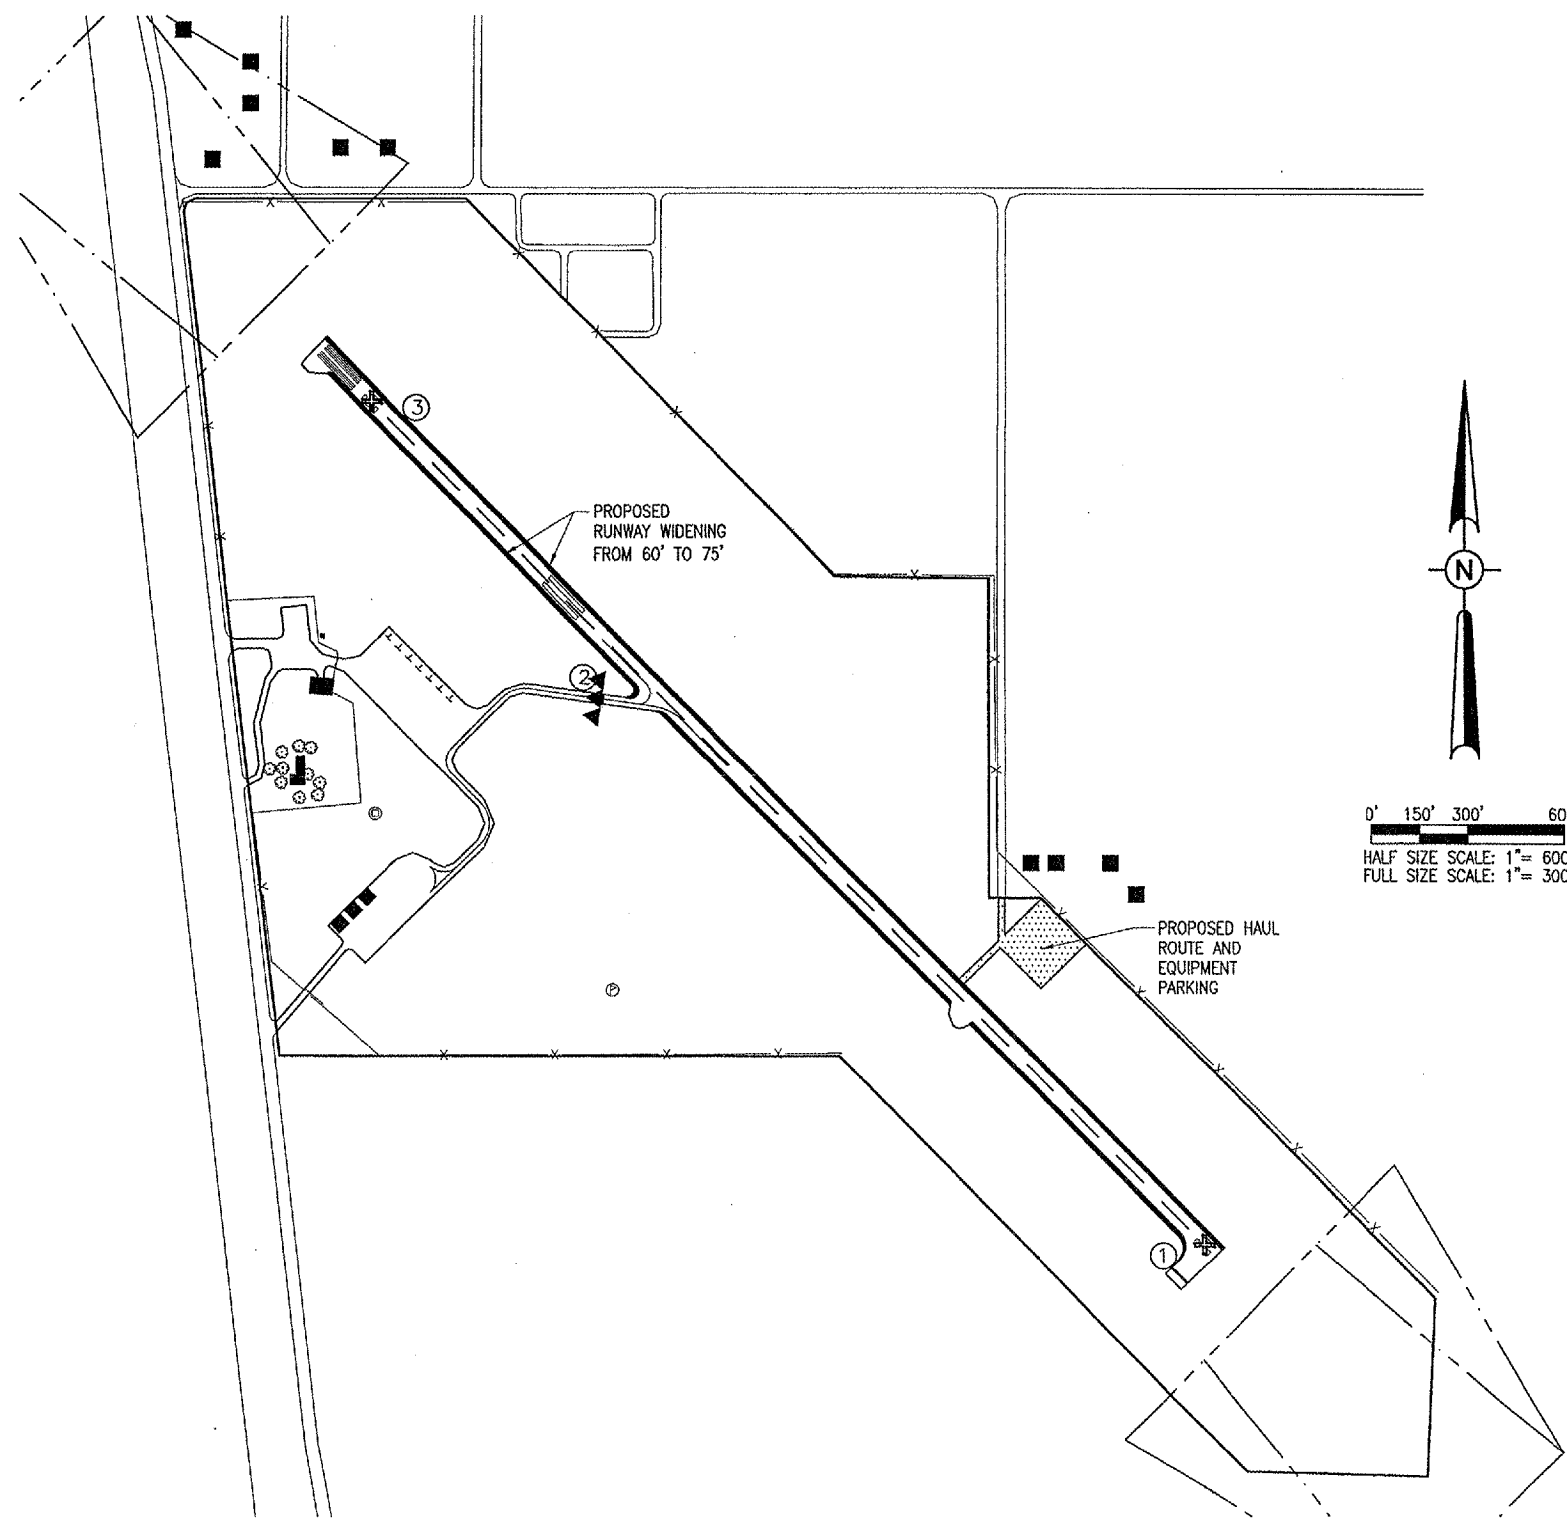 3
PROPOSED
RUNWAY WIDENING
FROM 60' TO 75'
N
2
0' 150' 300' 60
HALF SIZE SCALE: 1"= 600
FULL SIZE SCALE: 1"= 300
PROPOSED HAUL
ROUTE AND
EQUIPMENT
PARKING
P
1